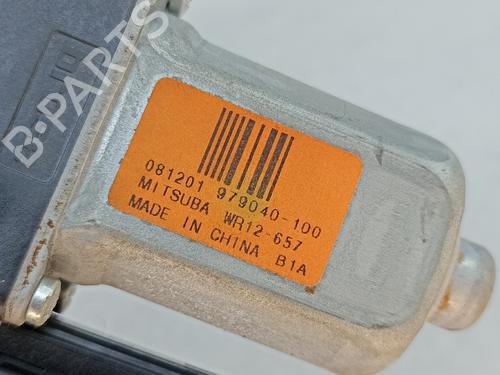 B-PARTS
081201 979040-100
MITSUBA WR12-657
MADE IN CHINA B1A